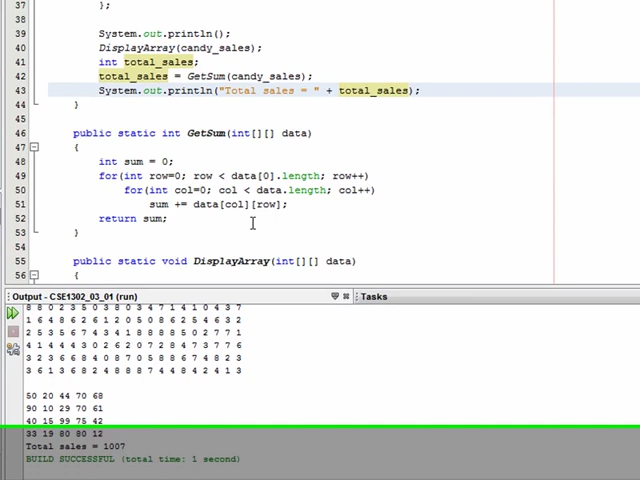 37 };
38
39 System.out.println();
40 DisplayArray(candy_sales);
41 int total_sales;
42 total_sales = GetSum(candy_sales);
43 System.out.println("Total sales = " + total_sales);
44 }
45
46 public static int GetSum(int[][] data)
47 {
48 int sum = 0;
49 for(int row=0; row < data[0].length; row++)
50 for(int col=0; col < data.length; col++)
51 sum += data[col][row];
52 return sum;
53 }
54
55 public static void DisplayArray(int[][] data)
56 {
Output - CSE1302_03_01 (run) Tasks
8 8 0 2 3 5 0 3 8 0 3 4 7 1 4 1 0 4 3 7
1 6 4 8 6 2 6 1 2 0 5 0 8 6 2 5 4 6 3 2
2 5 3 5 6 7 4 3 4 1 8 8 8 8 5 0 2 7 7 1
4 1 4 4 4 3 0 2 6 2 0 7 2 8 4 7 3 7 7 6
3 2 3 6 6 8 4 0 8 7 0 5 8 8 6 7 4 8 2 3
3 6 1 3 6 8 2 4 8 8 8 7 4 4 8 4 2 4 1 3
50 20 44 70 68
90 10 29 70 61
40 15 99 75 42
33 19 80 80 12
Total sales = 1007
BUILD SUCCESSFUL (total time: 1 second)